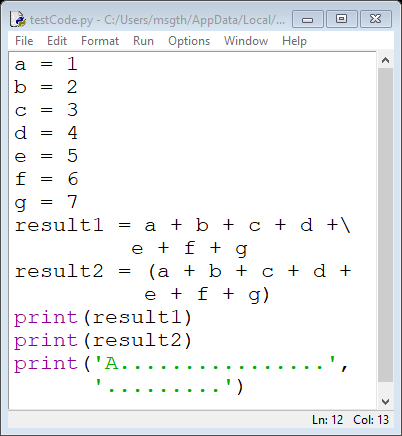 testCode.py - C:/Users/msgth/AppData/Local/...
File Edit Format Run Options Window Help
a = 1
b = 2
c = 3
d = 4
e = 5
f = 6
g = 7
result1 = a + b + c + d +\
          e + f + g
result2 = (a + b + c + d +
           e + f + g)
print(result1)
print(result2)
print('A................',
      '.........')
Ln: 12 Col: 13